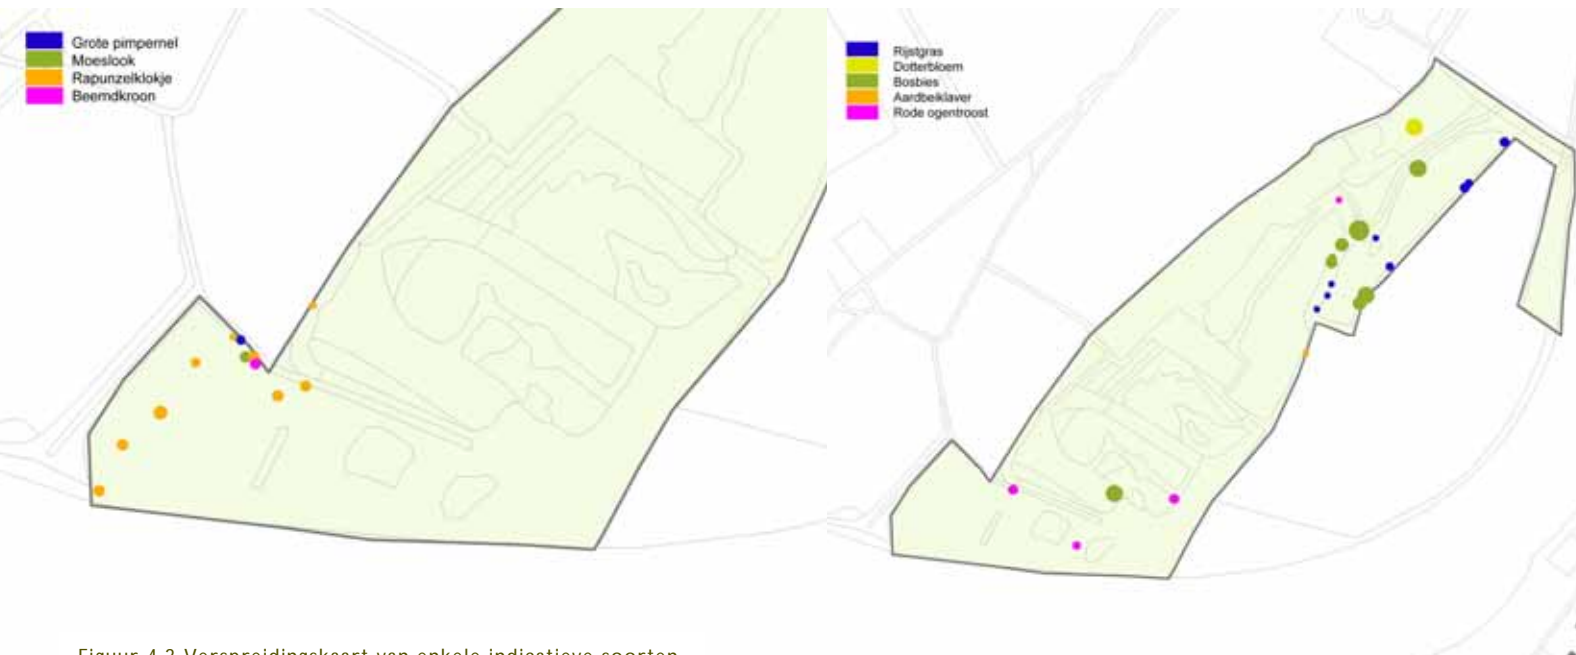 Grote pimpernel
Moeslook
Rapunzelklokje
Beemdkroon
Rijstgras
Dotterbloem
Bosbies
Aardbeiklaver
Rode ogentroost
Figuur 4.3 Verspreidingskaart van enkele indicatieve soorten